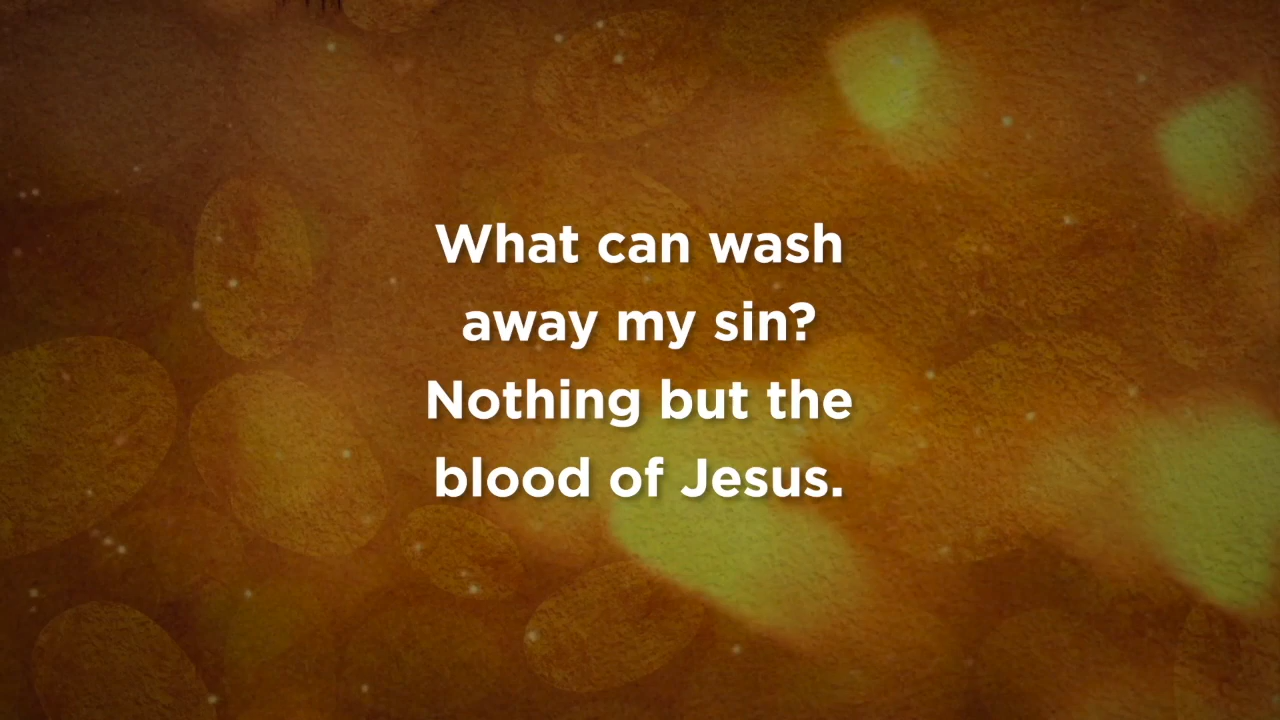 What can wash
away my sin?
Nothing but the
blood of Jesus.